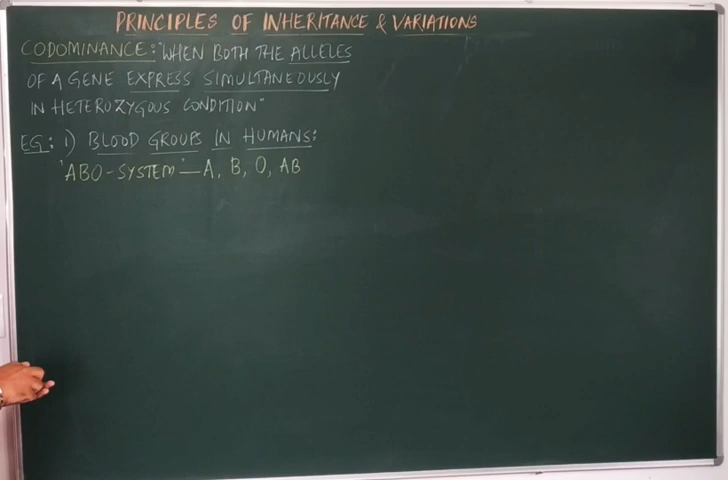 PRINCIPLES OF INHERITANCE & VARIATIONS
CODOMINANCE: "WHEN BOTH THE ALLELES
OF A GENE EXPRESS SIMULTANEOUSLY
IN HETEROZYGOUS CONDITION"
EG: 1) BLOOD GROUPS IN HUMANS:
'ABO-SYSTEM' — A, B, O, AB